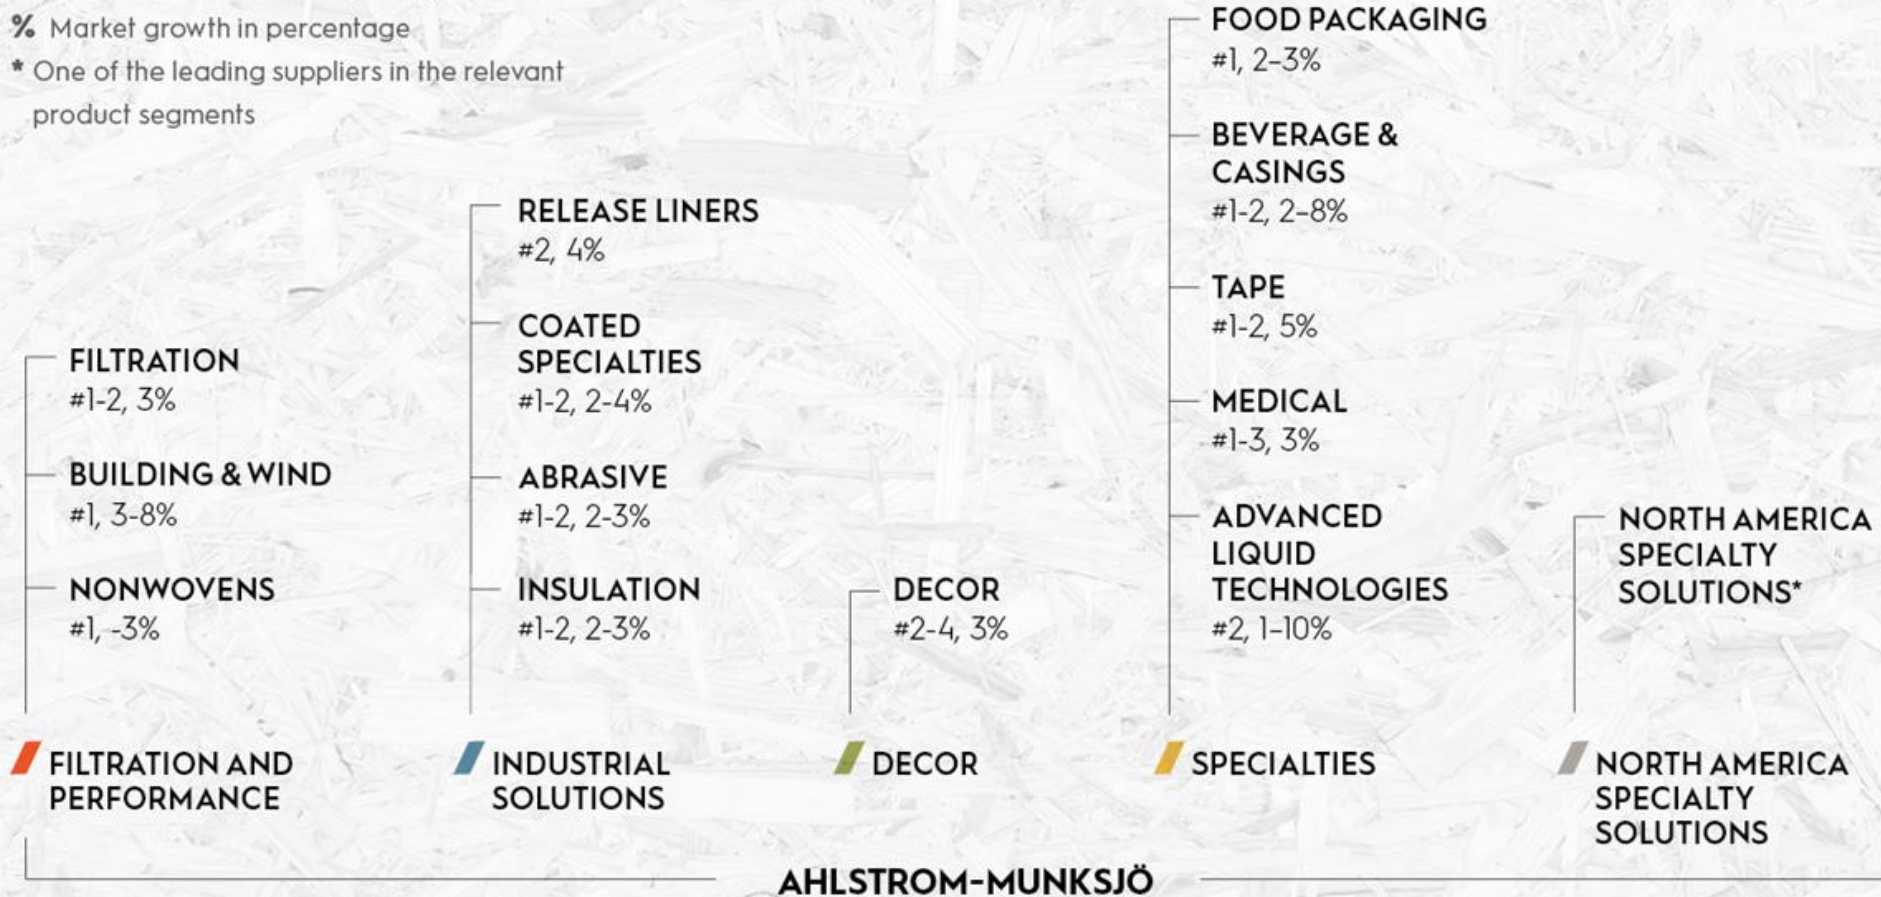 % Market growth in percentage
* One of the leading suppliers in the relevant
product segments
FILTRATION
#1-2, 3%
BUILDING & WIND
#1, 3-8%
NONWOVENS
#1, -3%
FILTRATION AND
PERFORMANCE
RELEASE LINERS
#2, 4%
COATED
SPECIALTIES
#1-2, 2-4%
ABRASIVE
#1-2, 2-3%
INSULATION
#1-2, 2-3%
INDUSTRIAL
SOLUTIONS
DECOR
#2-4, 3%
DECOR
FOOD PACKAGING
#1, 2–3%
BEVERAGE &
CASINGS
#1-2, 2–8%
TAPE
#1-2, 5%
MEDICAL
#1-3, 3%
ADVANCED
LIQUID
TECHNOLOGIES
#2, 1–10%
SPECIALTIES
NORTH AMERICA
SPECIALTY
SOLUTIONS*
NORTH AMERICA
SPECIALTY
SOLUTIONS
AHLSTROM-MUNKSJÖ